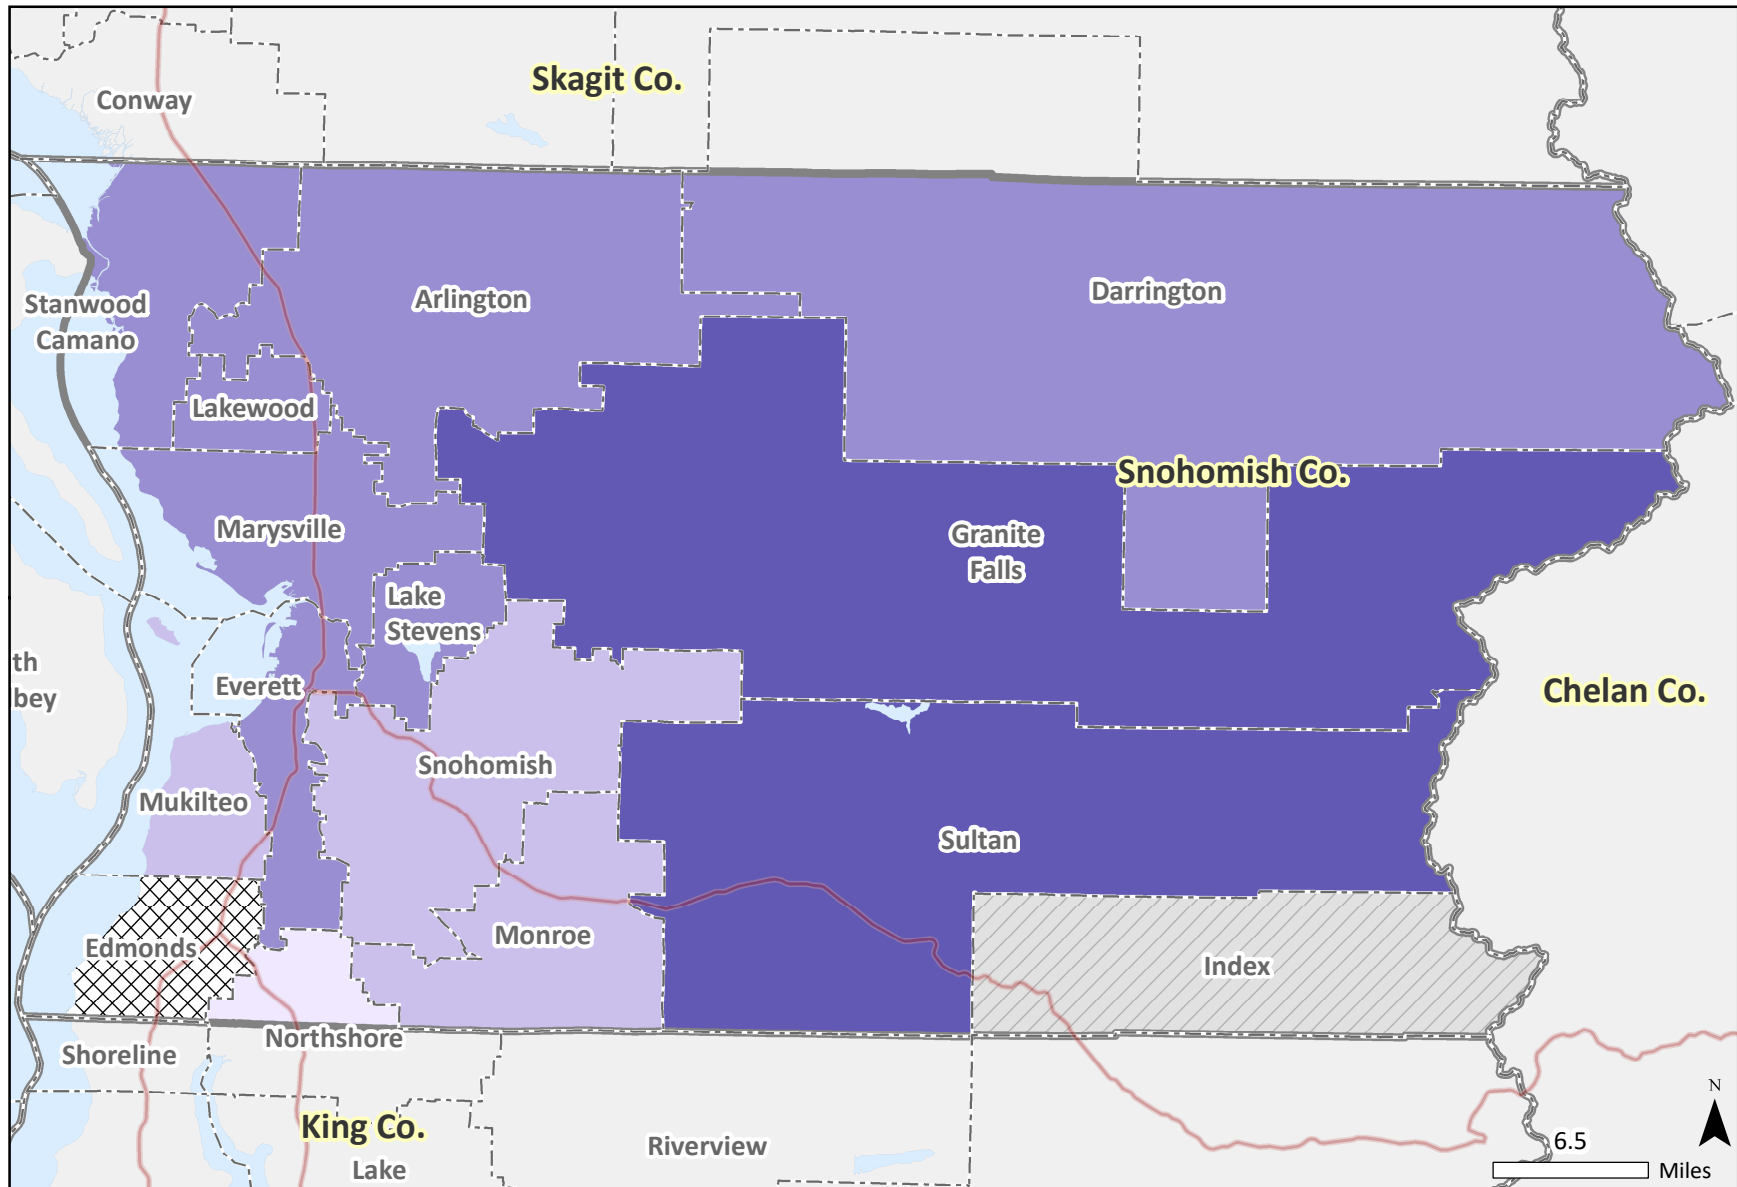 Skagit Co.
Conway
Stanwood
Camano
Arlington
Darrington
Lakewood
Snohomish Co.
Marysville
Granite
Falls
Lake
Stevens
th
lbey
Everett
Chelan Co.
Snohomish
Mukilteo
Sultan
Edmonds
Monroe
Index
Northshore
Shoreline
King Co.
Riverview
Lake
N
6.5
Miles